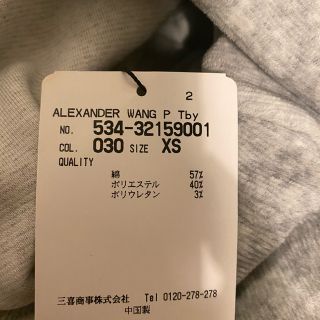 2
ALEXANDER WANG P Tby
NO. 534-32159001
COL. 030 SIZE XS
QUALITY
綿 57%
ポリエステル 40%
ポリウレタン 3%
三喜商事株式会社 Tel 0120-278-278
中国製